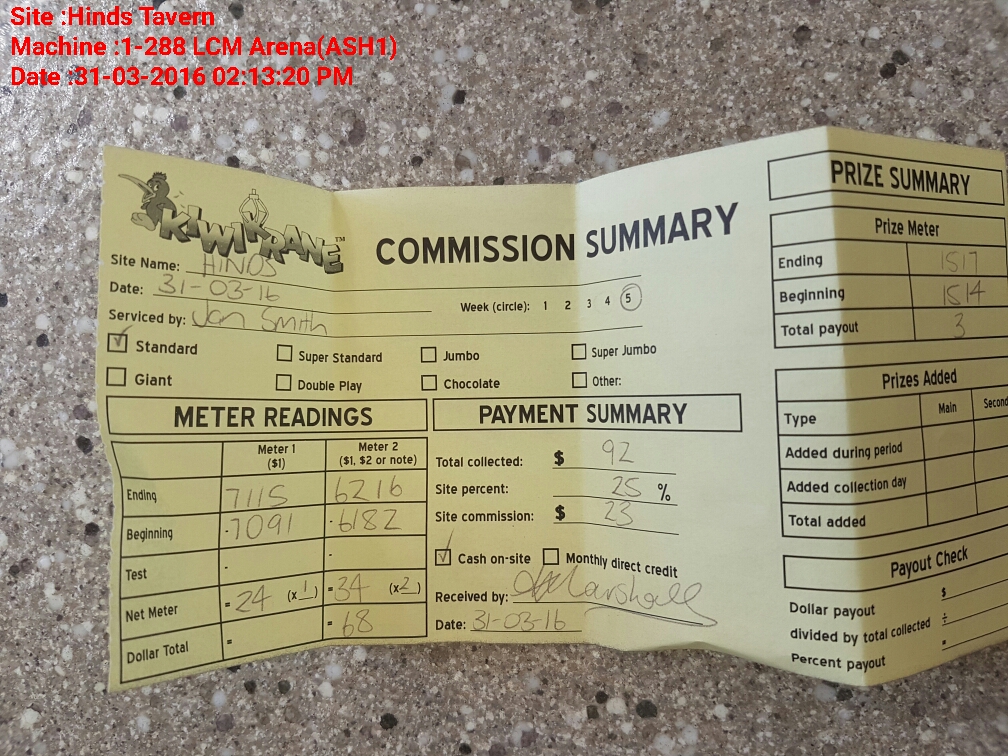 Site :Hinds Tavern
Machine :1-288 LCM Arena(ASH1)
Date :31-03-2016 02:13:20 PM
KIWIKRANE™
COMMISSION SUMMARY
Site Name: HINDS
Date: 31-03-16
Week (circle): 1 2 3 4 5
Serviced by: Jan Smith
Standard Super Standard Jumbo Super Jumbo
Giant Double Play Chocolate Other:
METER READINGS
Meter 1 ($1) Meter 2 ($1, $2 or note)
Ending 7115 6216
Beginning -7091 -6182
Test - -
Net Meter = 24 (x1) = 34 (x2)
Dollar Total = = 68
PAYMENT SUMMARY
Total collected: $ 92
Site percent: 25 %
Site commission: $ 23
Cash on-site Monthly direct credit
Received by: Marshall
Date: 31-03-16
PRIZE SUMMARY
Prize Meter
Ending 1517
Beginning 1514
Total payout 3
Prizes Added
Type Main Second
Added during period
Added collection day
Total added
Payout Check
Dollar payout $
divided by total collected ÷
Percent payout =